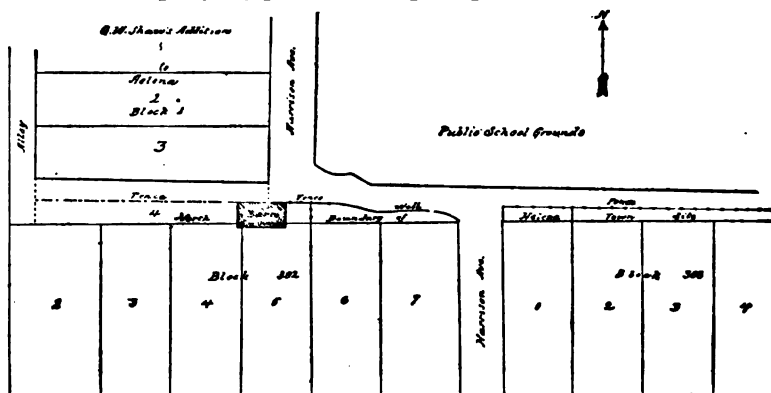 G.W. Shaw's Addition
to
Helena
2
Block 1
3
Alley
Harrison Ave.
N
Public School Grounds
Fence
Fence
Fence
4
North
Barn
Boundary of
Walk
Helena
Town
Site
Block 302
2
3
4
5
6
7
Harrison Ave.
Block
1
2
3
4